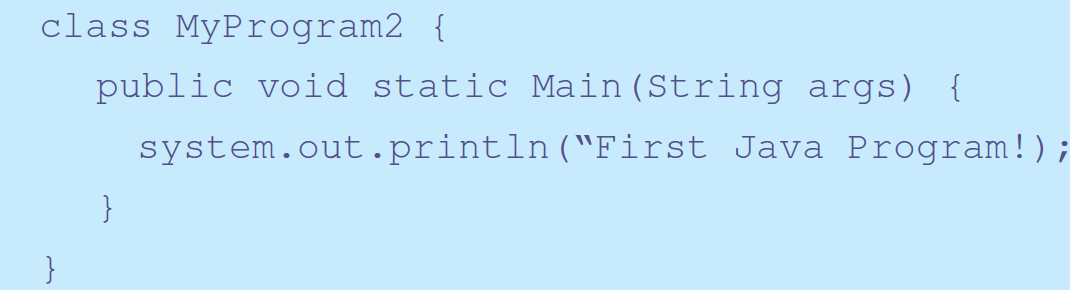 class MyProgram2 {
public void static Main(String args) {
system.out.println(“First Java Program!);
}
}